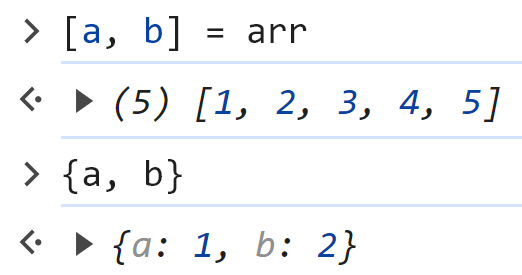 > [a, b] = arr
<· ▶ (5) [1, 2, 3, 4, 5]
> {a, b}
<· ▶ {a: 1, b: 2}